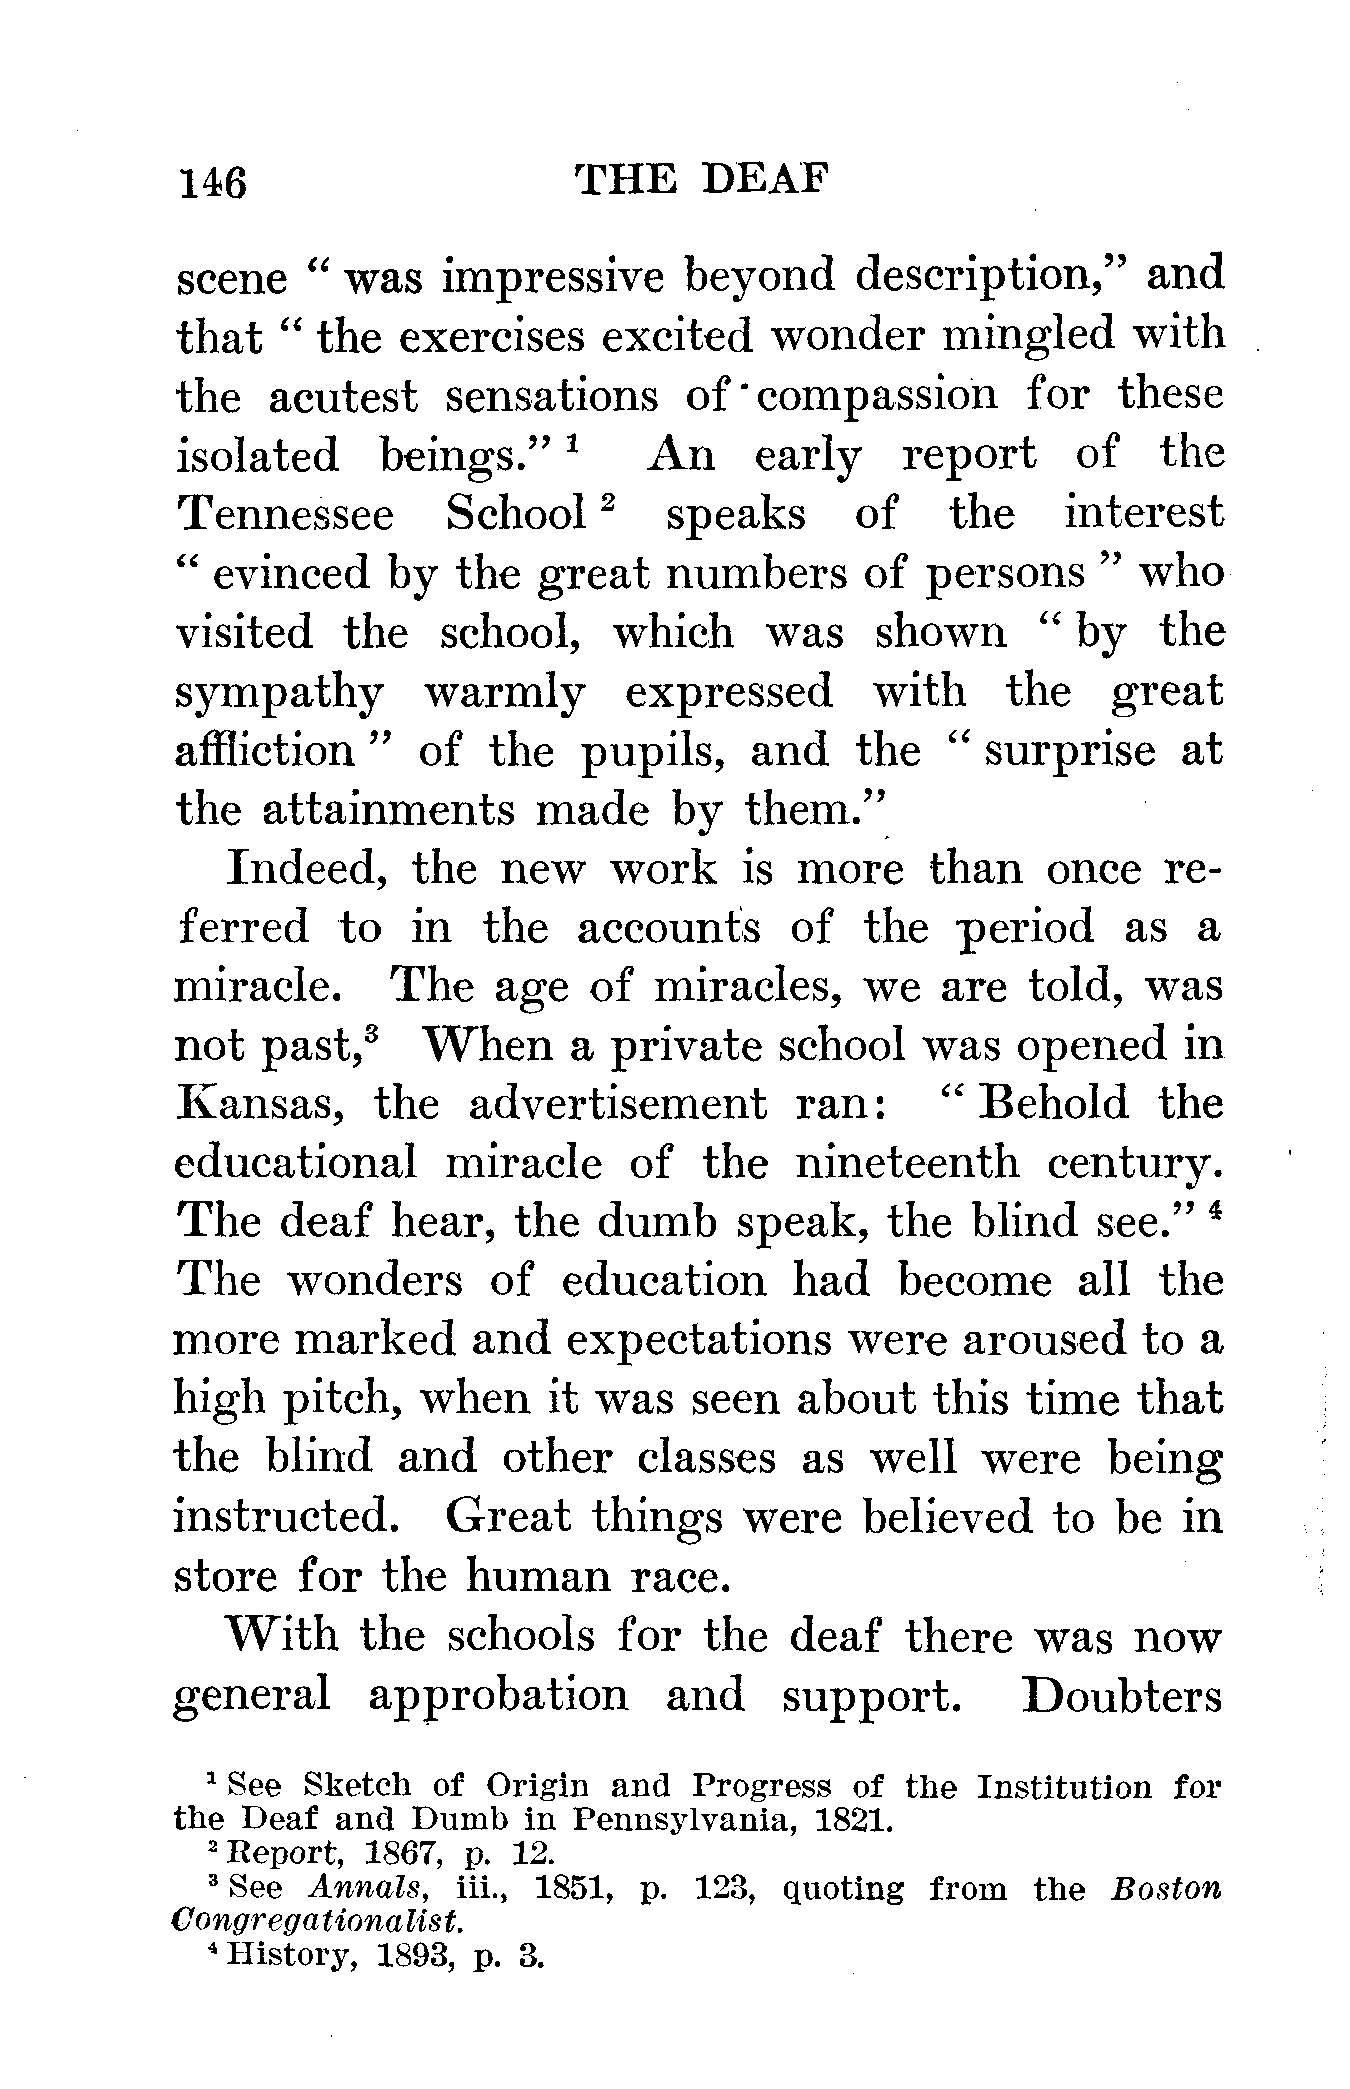 146 THE DEAF
scene “ was impressive beyond description,” and
that “ the exercises excited wonder mingled with
the acutest sensations of compassion for these
isolated beings.” ¹ An early report of the
Tennessee School ² speaks of the interest
“ evinced by the great numbers of persons ” who
visited the school, which was shown “ by the
sympathy warmly expressed with the great
affliction ” of the pupils, and the “ surprise at
the attainments made by them.”
Indeed, the new work is more than once re-
ferred to in the accounts of the period as a
miracle. The age of miracles, we are told, was
not past,³ When a private school was opened in
Kansas, the advertisement ran: “ Behold the
educational miracle of the nineteenth century.
The deaf hear, the dumb speak, the blind see.” ⁴
The wonders of education had become all the
more marked and expectations were aroused to a
high pitch, when it was seen about this time that
the blind and other classes as well were being
instructed. Great things were believed to be in
store for the human race.
With the schools for the deaf there was now
general approbation and support. Doubters
¹ See Sketch of Origin and Progress of the Institution for
the Deaf and Dumb in Pennsylvania, 1821.
² Report, 1867, p. 12.
³ See Annals, iii., 1851, p. 123, quoting from the Boston
Congregationalist.
⁴ History, 1893, p. 3.